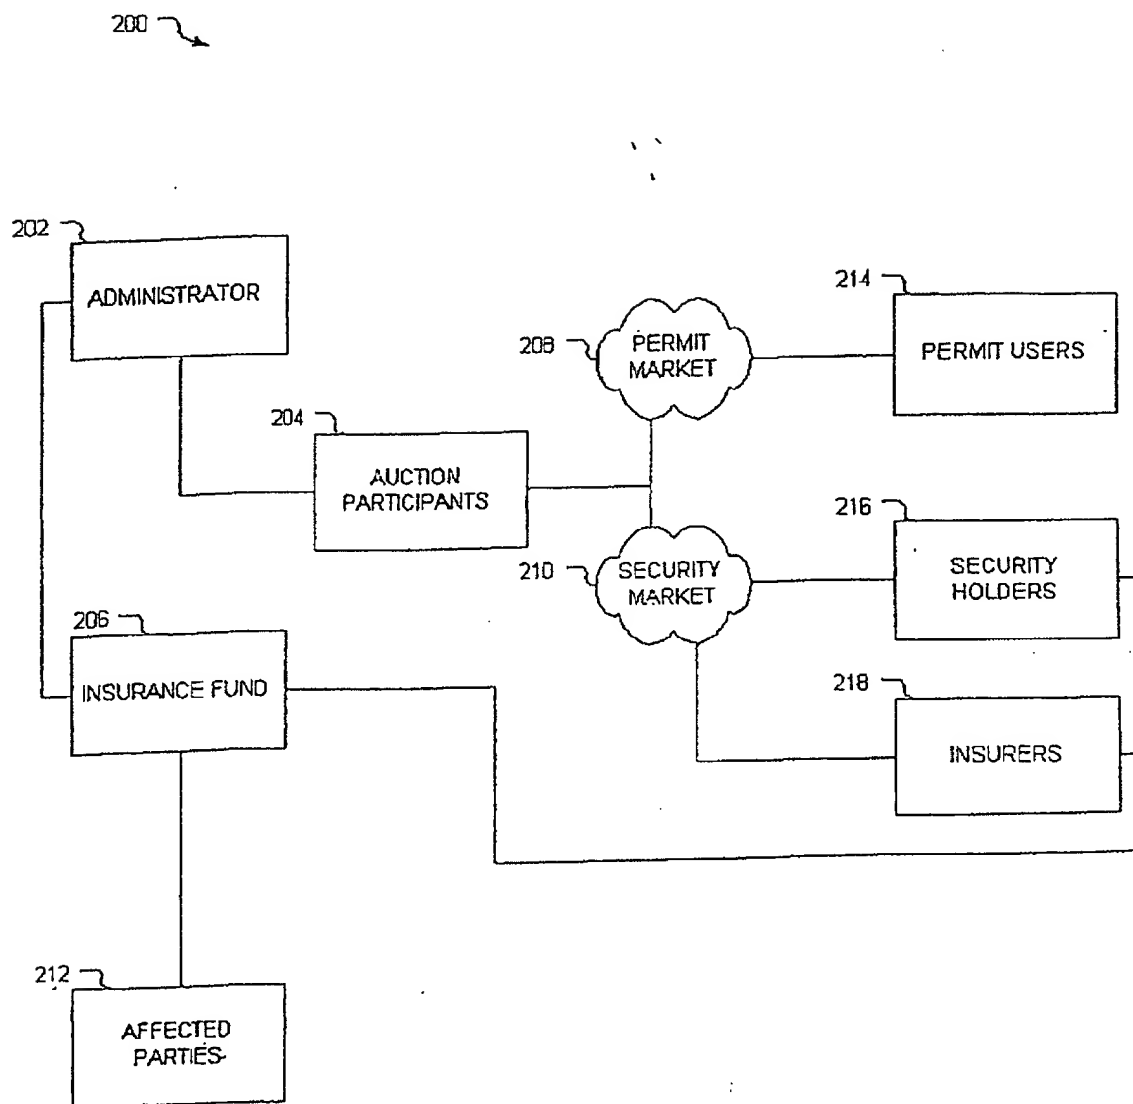 200
202
ADMINISTRATOR
214
208
PERMIT
MARKET
PERMIT USERS
204
AUCTION
PARTICIPANTS
216
210
SECURITY
MARKET
SECURITY
HOLDERS
206
INSURANCE FUND
218
INSURERS
212
AFFECTED
PARTIES